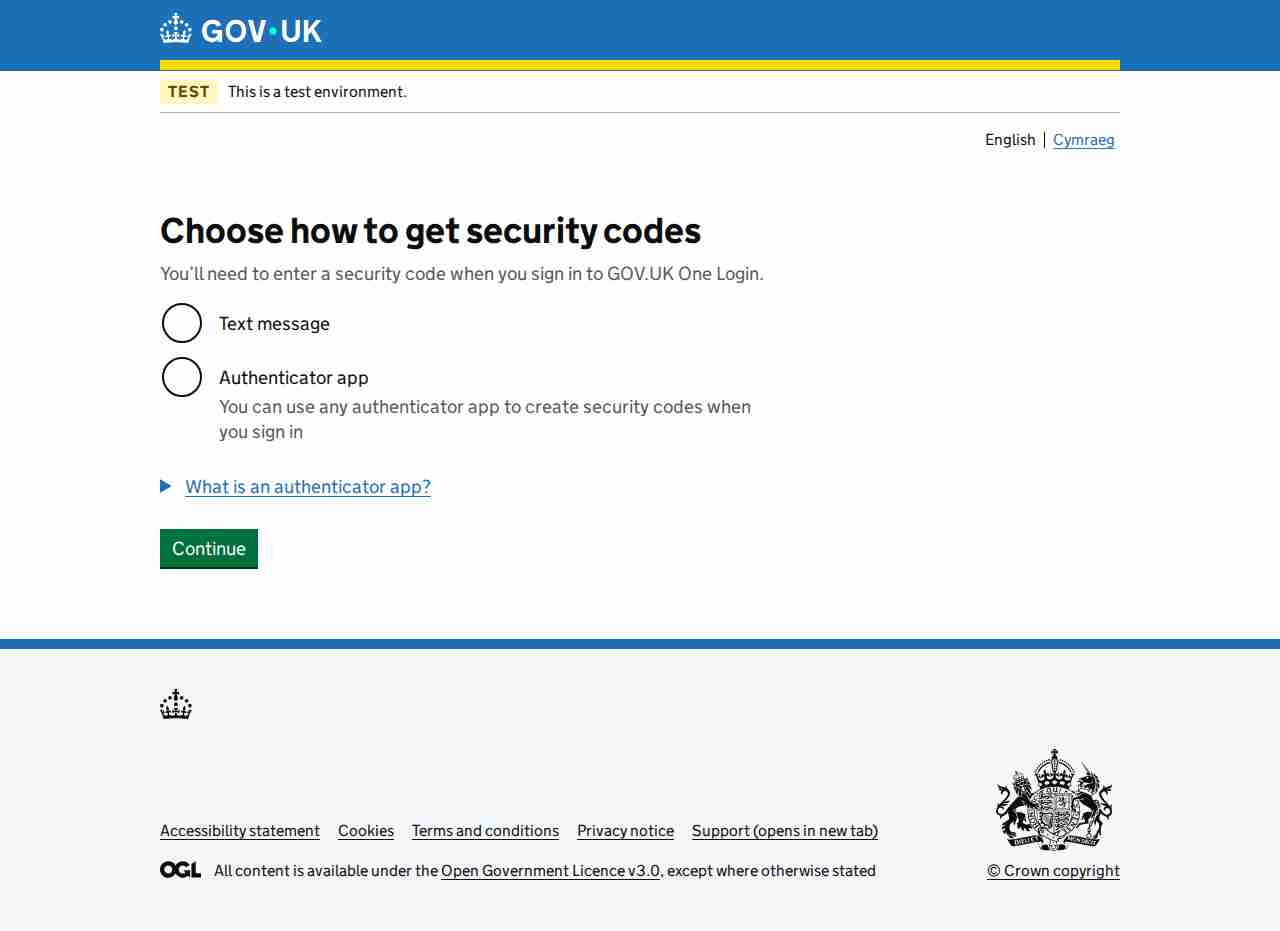 GOV•UK
TEST This is a test environment.
English Cymraeg
Choose how to get security codes
You’ll need to enter a security code when you sign in to GOV.UK One Login.
Text message
Authenticator app
You can use any authenticator app to create security codes when
you sign in
What is an authenticator app?
Continue
Accessibility statement Cookies Terms and conditions Privacy notice Support (opens in new tab)
OGL All content is available under the Open Government Licence v3.0, except where otherwise stated
© Crown copyright